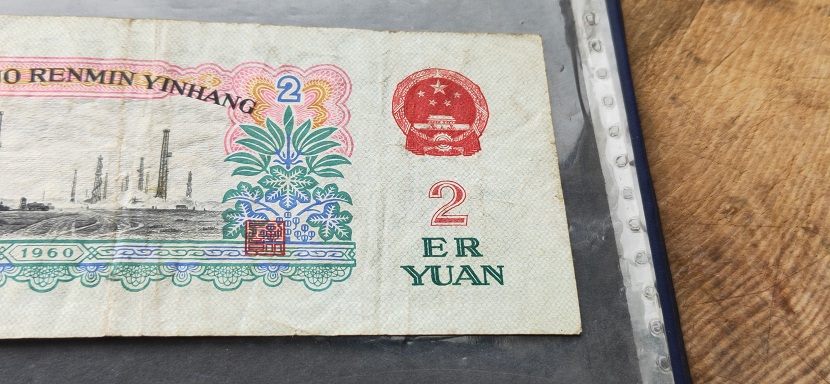 O RENMIN YINHANG
2
2
ER
YUAN
1960